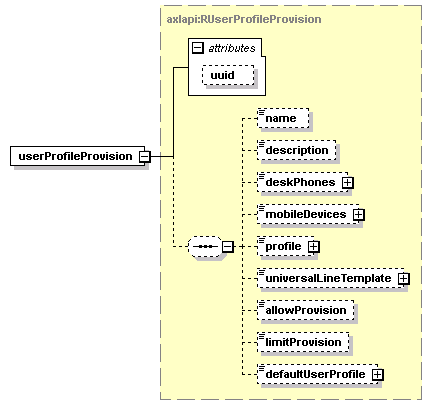 axlapi:RUserProfileProvision
attributes
uuid
userProfileProvision
name
description
deskPhones
mobileDevices
profile
universalLineTemplate
allowProvision
limitProvision
defaultUserProfile